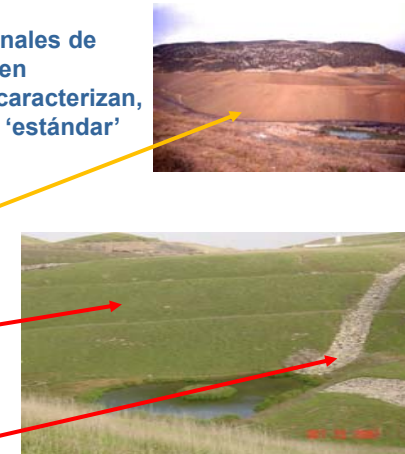 nales de
en
caracterizan,
‘estándar’